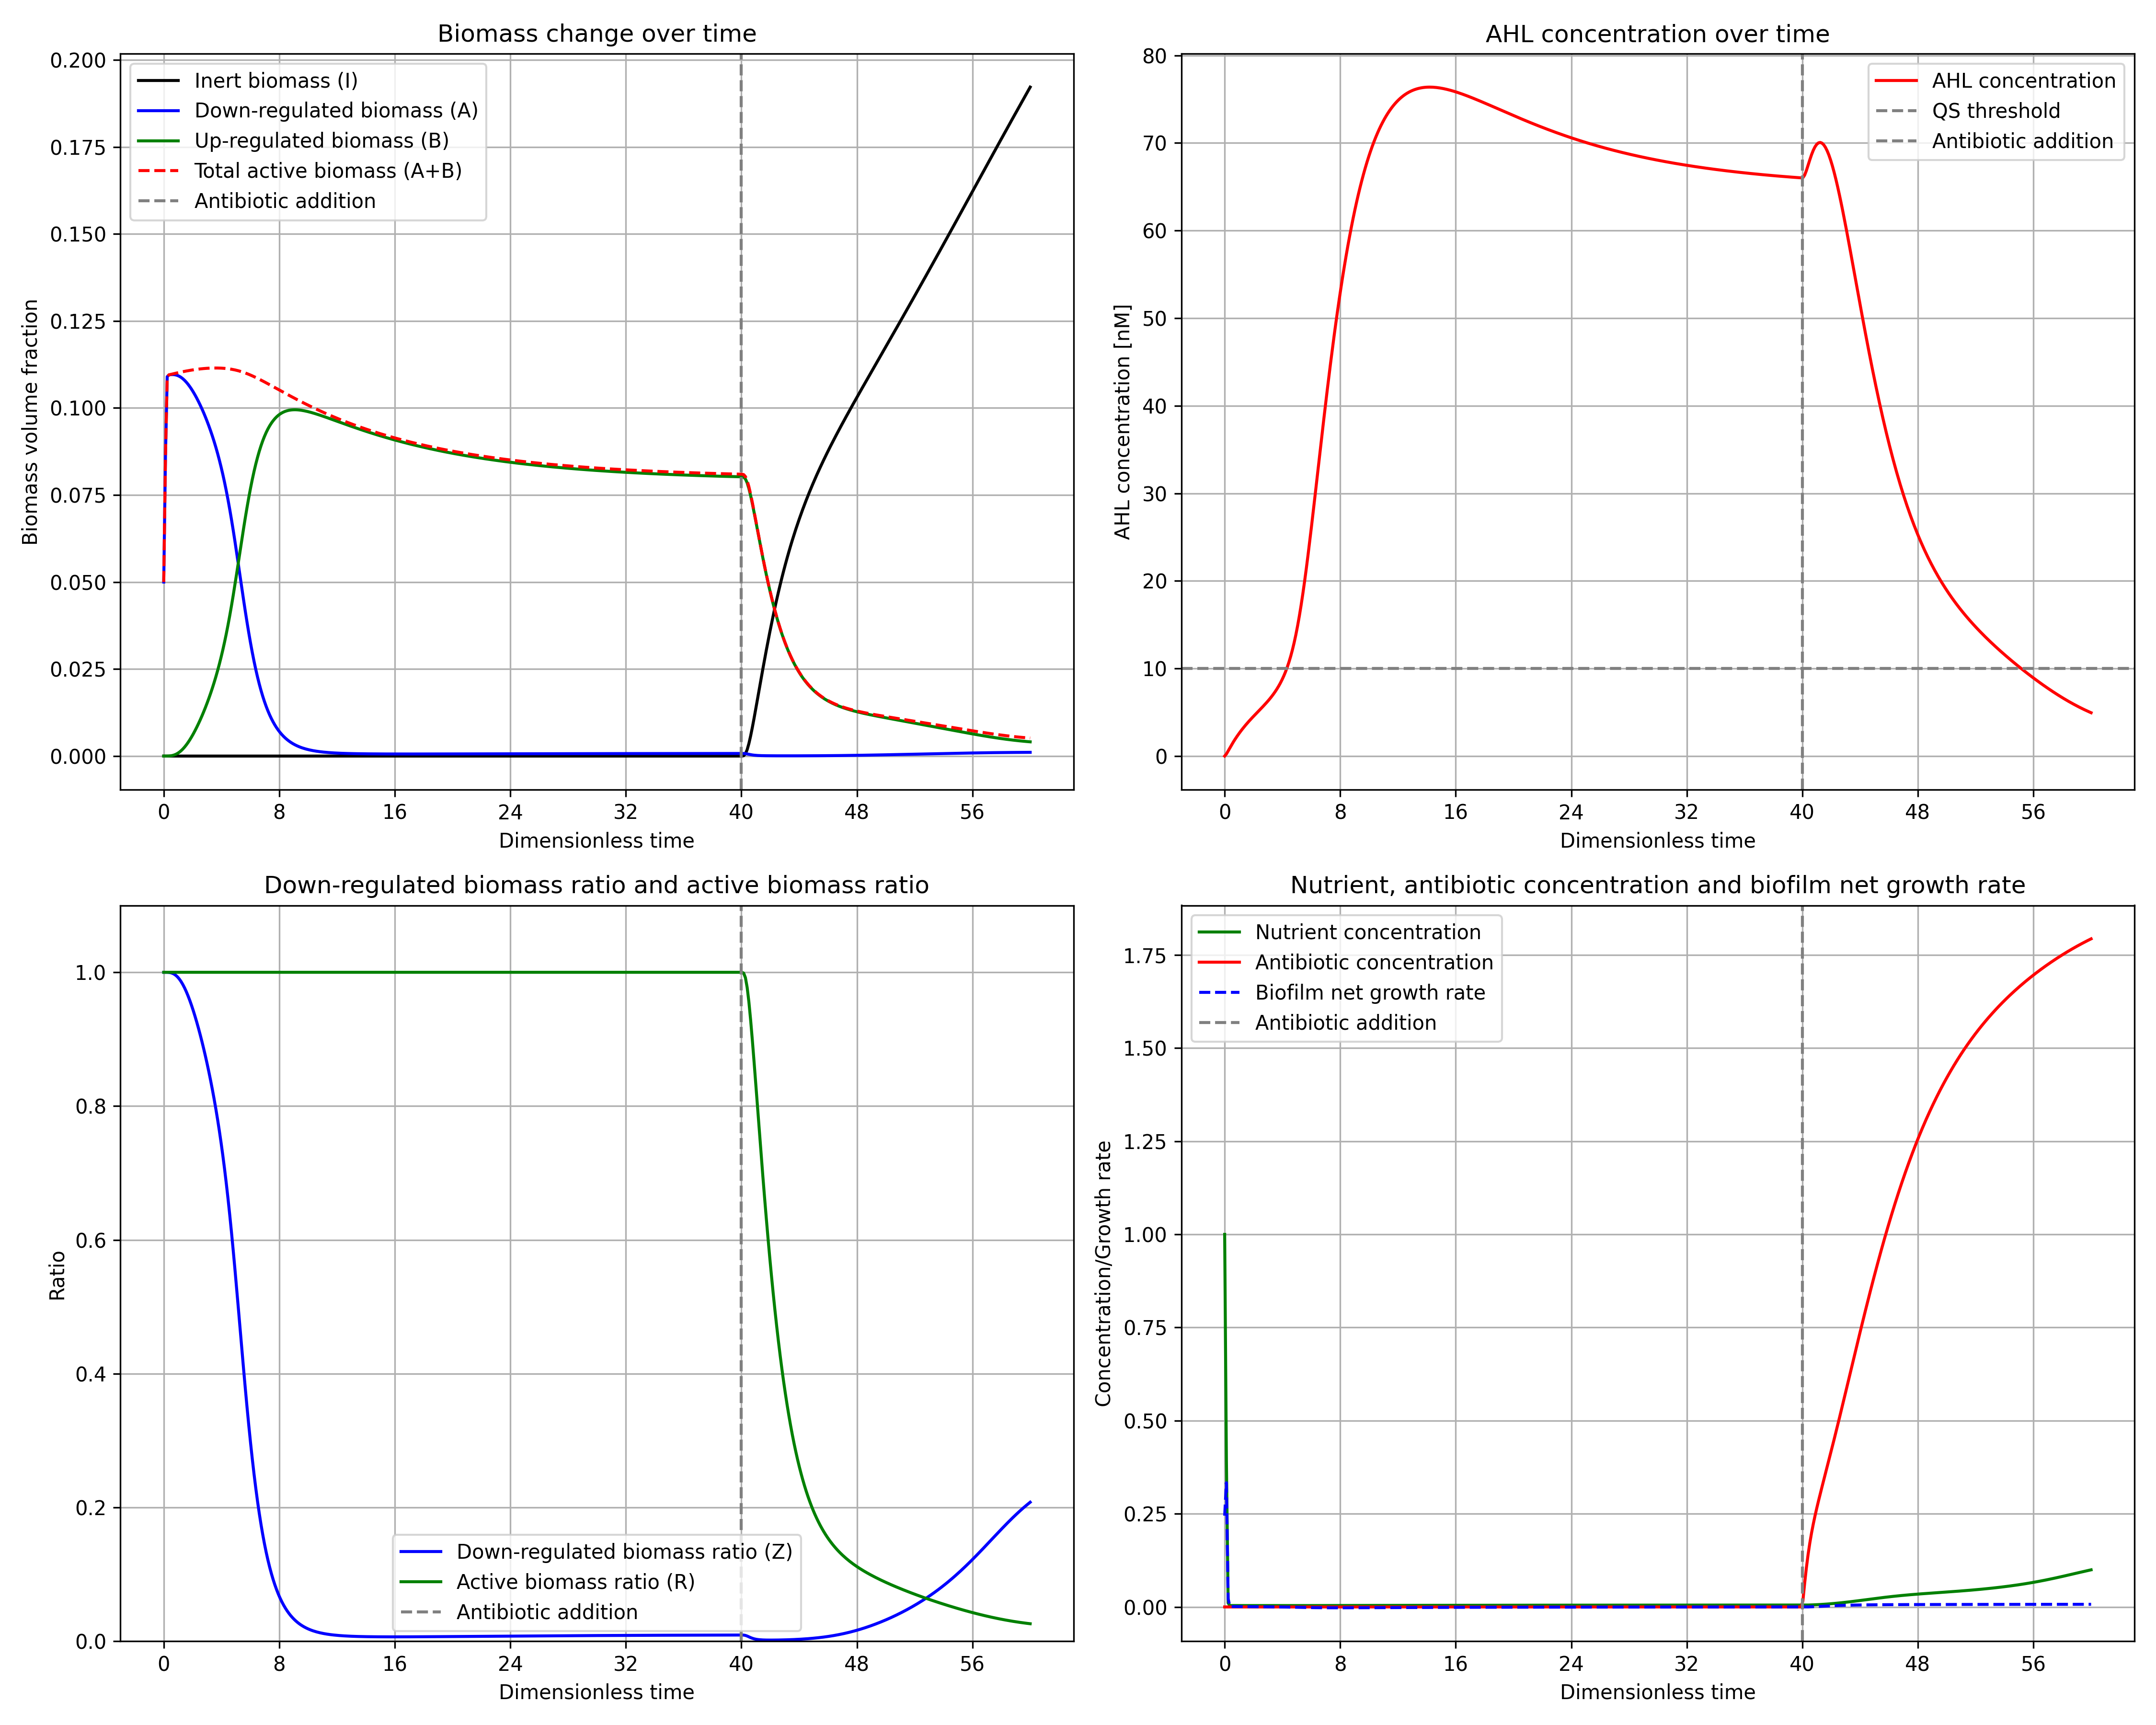 Biomass change over time
0.200
0.175
0.150
0.125
0.100
0.075
0.050
0.025
0.000
Biomass volume fraction
Inert biomass (I)
Down-regulated biomass (A)
Up-regulated biomass (B)
Total active biomass (A+B)
Antibiotic addition
0 8 16 24 32 40 48 56
Dimensionless time
AHL concentration over time
80
70
60
50
40
30
20
10
0
AHL concentration [nM]
AHL concentration
QS threshold
Antibiotic addition
0 8 16 24 32 40 48 56
Dimensionless time
Down-regulated biomass ratio and active biomass ratio
1.0
0.8
0.6
0.4
0.2
0.0
Ratio
Down-regulated biomass ratio (Z)
Active biomass ratio (R)
Antibiotic addition
0 8 16 24 32 40 48 56
Dimensionless time
Nutrient, antibiotic concentration and biofilm net growth rate
1.75
1.50
1.25
1.00
0.75
0.50
0.25
0.00
Concentration/Growth rate
Nutrient concentration
Antibiotic concentration
Biofilm net growth rate
Antibiotic addition
0 8 16 24 32 40 48 56
Dimensionless time